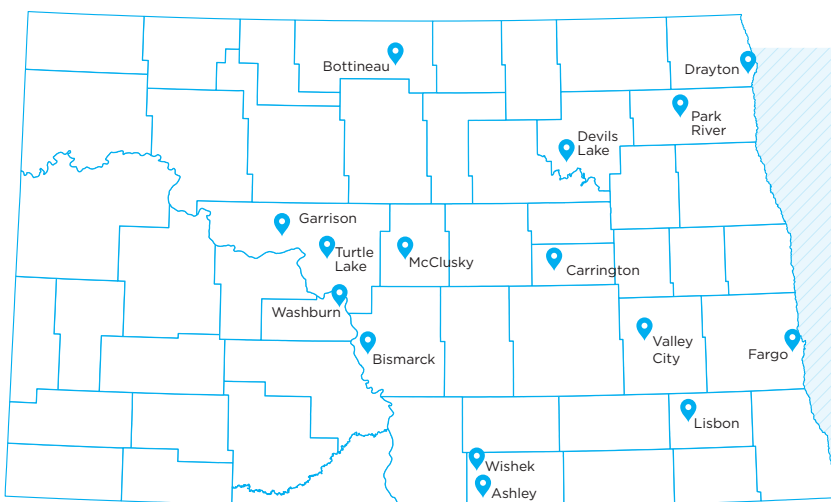 Bottineau
Drayton
Park
River
Devils
Lake
Garrison
Turtle
Lake
McClusky
Carrington
Washburn
Bismarck
Valley
City
Fargo
Lisbon
Wishek
Ashley